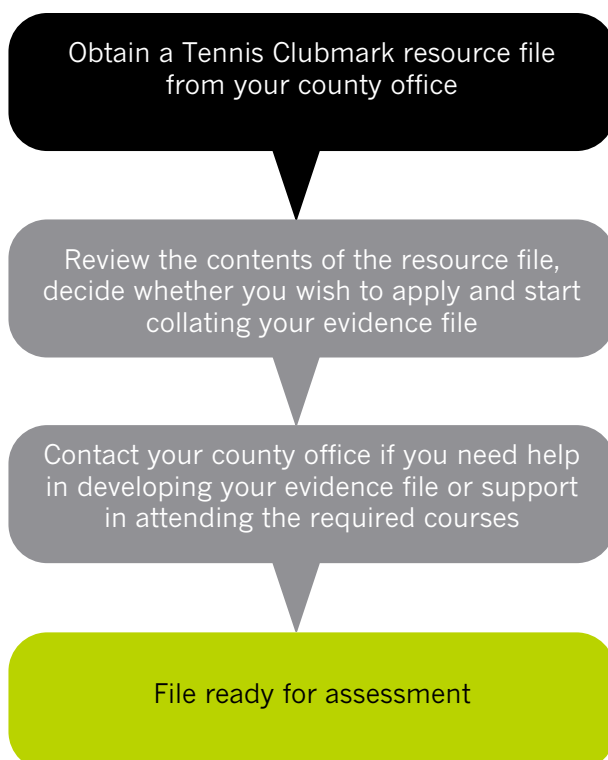 Obtain a Tennis Clubmark resource file
from your county office
Review the contents of the resource file,
decide whether you wish to apply and start
collating your evidence file
Contact your county office if you need help
in developing your evidence file or support
in attending the required courses
File ready for assessment